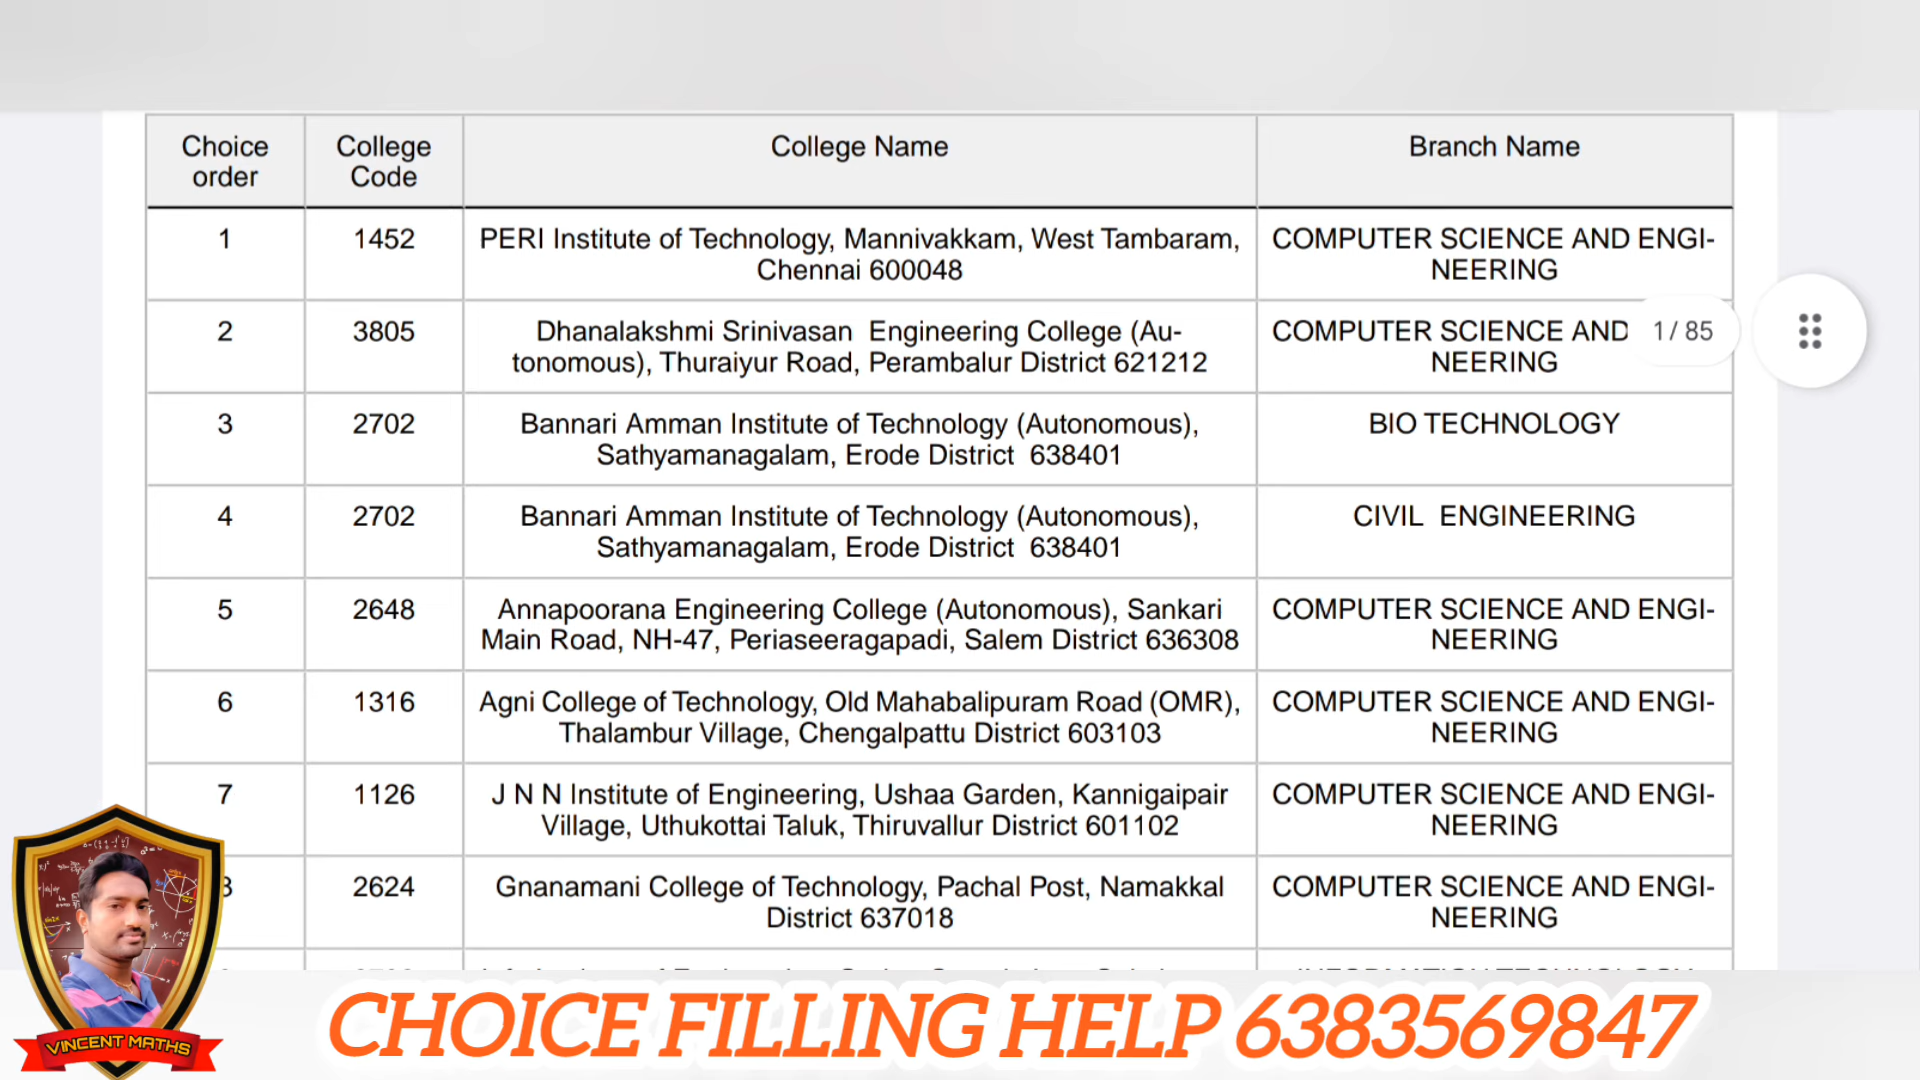 Choice order
College Code
College Name
Branch Name
1
1452
PERI Institute of Technology, Mannivakkam, West Tambaram,
Chennai 600048
COMPUTER SCIENCE AND ENGI-
NEERING
2
3805
Dhanalakshmi Srinivasan Engineering College (Au-
tonomous), Thuraiyur Road, Perambalur District 621212
COMPUTER SCIENCE AND
NEERING
1 / 85
3
2702
Bannari Amman Institute of Technology (Autonomous),
Sathyamanagalam, Erode District 638401
BIO TECHNOLOGY
4
2702
Bannari Amman Institute of Technology (Autonomous),
Sathyamanagalam, Erode District 638401
CIVIL ENGINEERING
5
2648
Annapoorana Engineering College (Autonomous), Sankari
Main Road, NH-47, Periaseeragapadi, Salem District 636308
COMPUTER SCIENCE AND ENGI-
NEERING
6
1316
Agni College of Technology, Old Mahabalipuram Road (OMR),
Thalambur Village, Chengalpattu District 603103
COMPUTER SCIENCE AND ENGI-
NEERING
7
1126
J N N Institute of Engineering, Ushaa Garden, Kannigaipair
Village, Uthukottai Taluk, Thiruvallur District 601102
COMPUTER SCIENCE AND ENGI-
NEERING
2624
Gnanamani College of Technology, Pachal Post, Namakkal
District 637018
COMPUTER SCIENCE AND ENGI-
NEERING
VINCENT MATHS
CHOICE FILLING HELP 6383569847